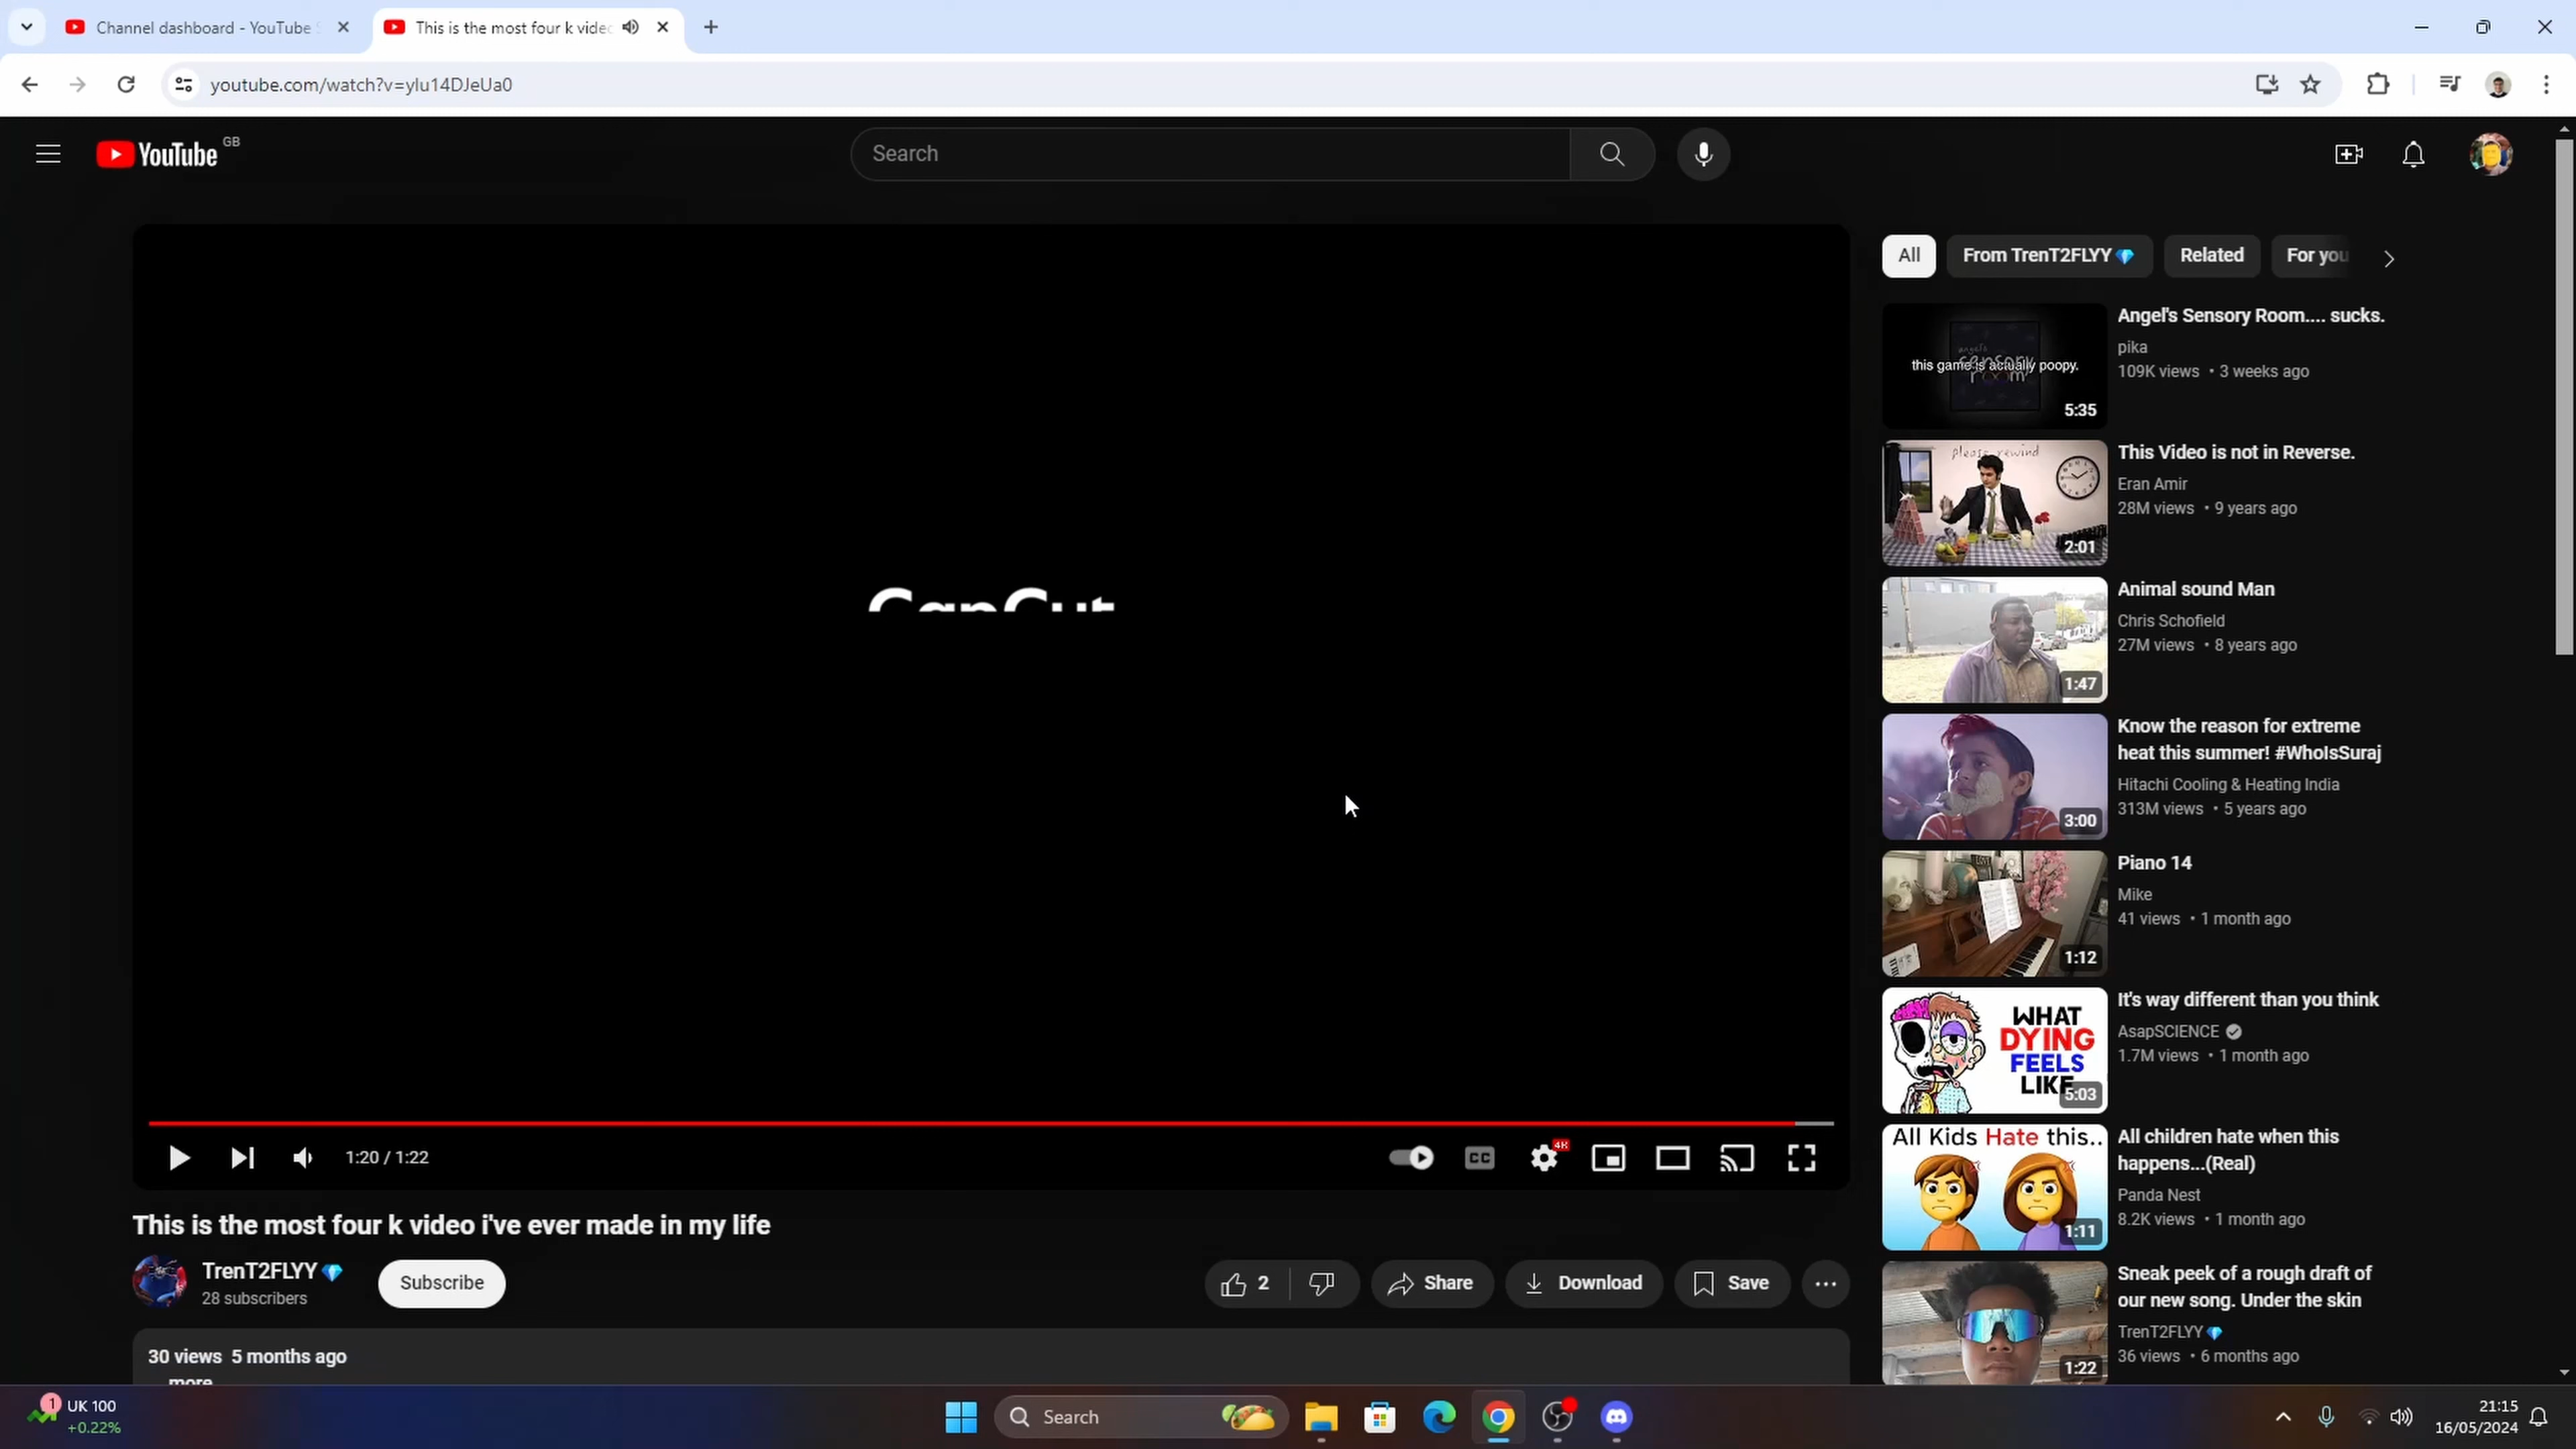 Channel dashboard - YouTube S
This is the most four k video
youtube.com/watch?v=ylu14DJeUa0
YouTube GB
Search
All
From TrenT2FLYY💎
Related
For you
this game is actually poopy.
angel's
sensory
room
5:35
Angel's Sensory Room.... sucks.
pika
109K views • 3 weeks ago
please rewind
2:01
This Video is not in Reverse.
Eran Amir
28M views • 9 years ago
1:47
Animal sound Man
Chris Schofield
27M views • 8 years ago
3:00
Know the reason for extreme
heat this summer! #WhoIsSuraj
Hitachi Cooling & Heating India
313M views • 5 years ago
1:12
Piano 14
Mike
41 views • 1 month ago
WHAT
DYING
FEELS
LIKE
5:03
It's way different than you think
AsapSCIENCE
1.7M views • 1 month ago
All Kids Hate this..
1:11
All children hate when this
happens...(Real)
Panda Nest
8.2K views • 1 month ago
1:22
Sneak peek of a rough draft of
our new song. Under the skin
TrenT2FLYY💎
36 views • 6 months ago
CapCut
1:20 / 1:22
CC
4K
This is the most four k video i've ever made in my life
TrenT2FLYY💎
28 subscribers
Subscribe
2
Share
Download
Save
30 views 5 months ago
...more
1
UK 100
+0.22%
Search
21:15
16/05/2024